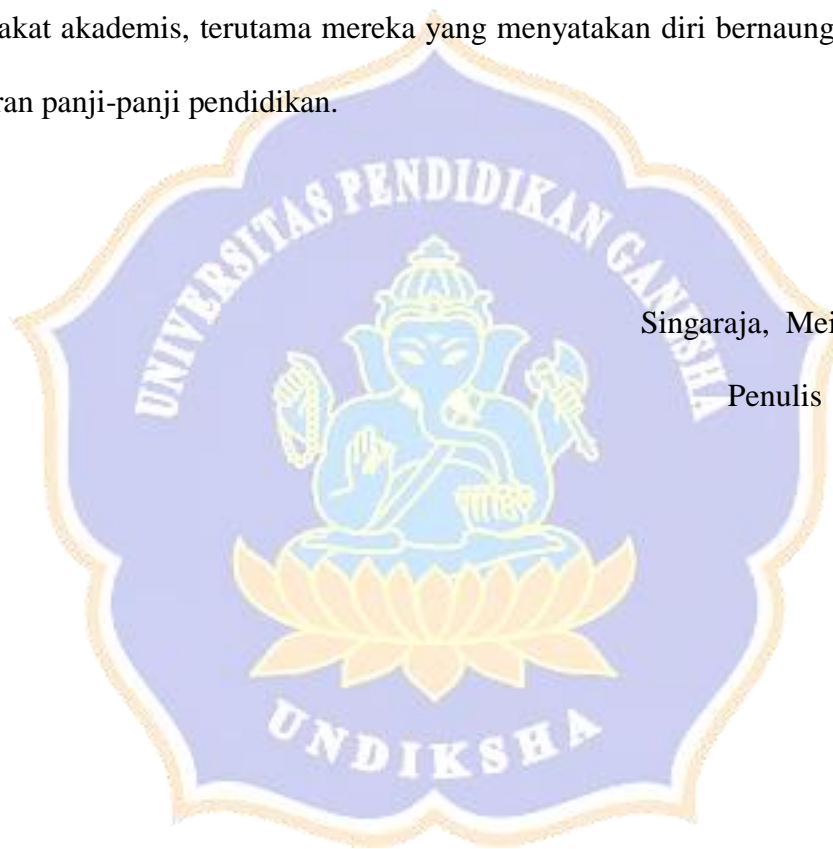 akat akademis, terutama mereka yang menyatakan diri bernaung
ran panji-panji pendidikan.
UNIVERSITAS PENDIDIKAN GANESHA
Singaraja, Mei
Penulis
UNDIKSHA